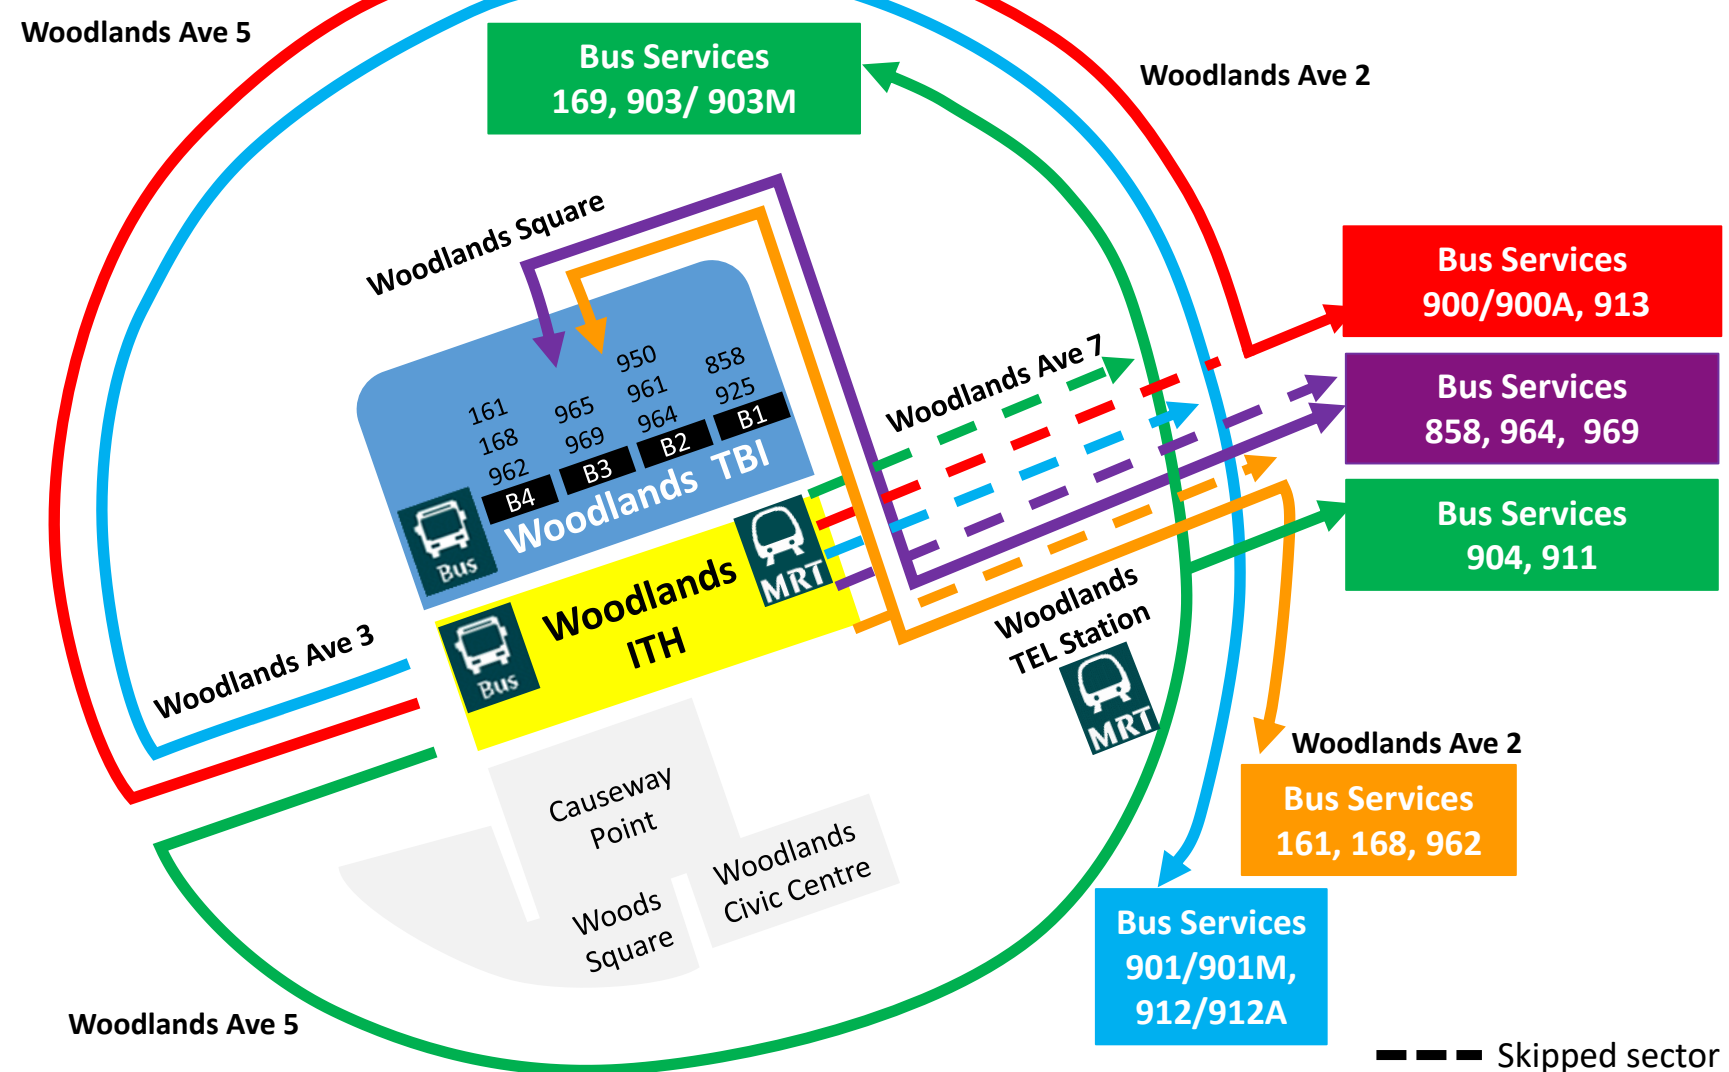 Woodlands Ave 5
Bus Services
169, 903/ 903M
Woodlands Ave 2
Woodlands Square
Bus Services
900/900A, 913
Woodlands Ave 7
Bus Services
858, 964,  969
161
168
962
B4
965
969
B3
950
961
964
B2
858
925
B1
Woodlands TBI
Bus
Bus Services
904, 911
Woodlands
ITH
MRT
Bus
Woodlands
TEL Station
MRT
Woodlands Ave 3
Woodlands Ave 2
Bus Services
161, 168, 962
Causeway
Point
Woodlands
Civic Centre
Woods
Square
Bus Services
901/901M,
912/912A
Woodlands Ave 5
Skipped sector